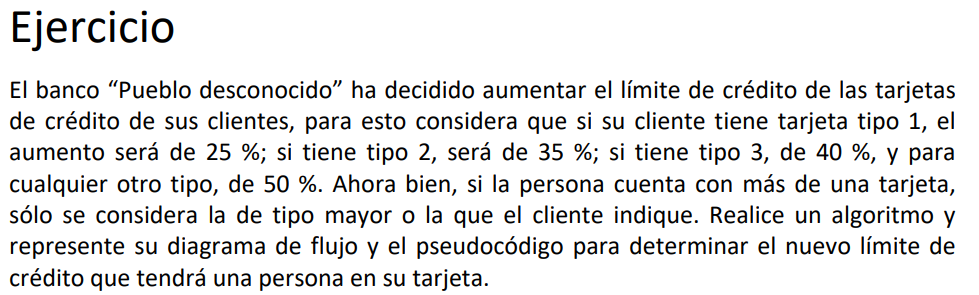 Ejercicio
El banco “Pueblo desconocido” ha decidido aumentar el límite de crédito de las tarjetas
de crédito de sus clientes, para esto considera que si su cliente tiene tarjeta tipo 1, el
aumento será de 25 %; si tiene tipo 2, será de 35 %; si tiene tipo 3, de 40 %, y para
cualquier otro tipo, de 50 %. Ahora bien, si la persona cuenta con más de una tarjeta,
sólo se considera la de tipo mayor o la que el cliente indique. Realice un algoritmo y
represente su diagrama de flujo y el pseudocódigo para determinar el nuevo límite de
crédito que tendrá una persona en su tarjeta.